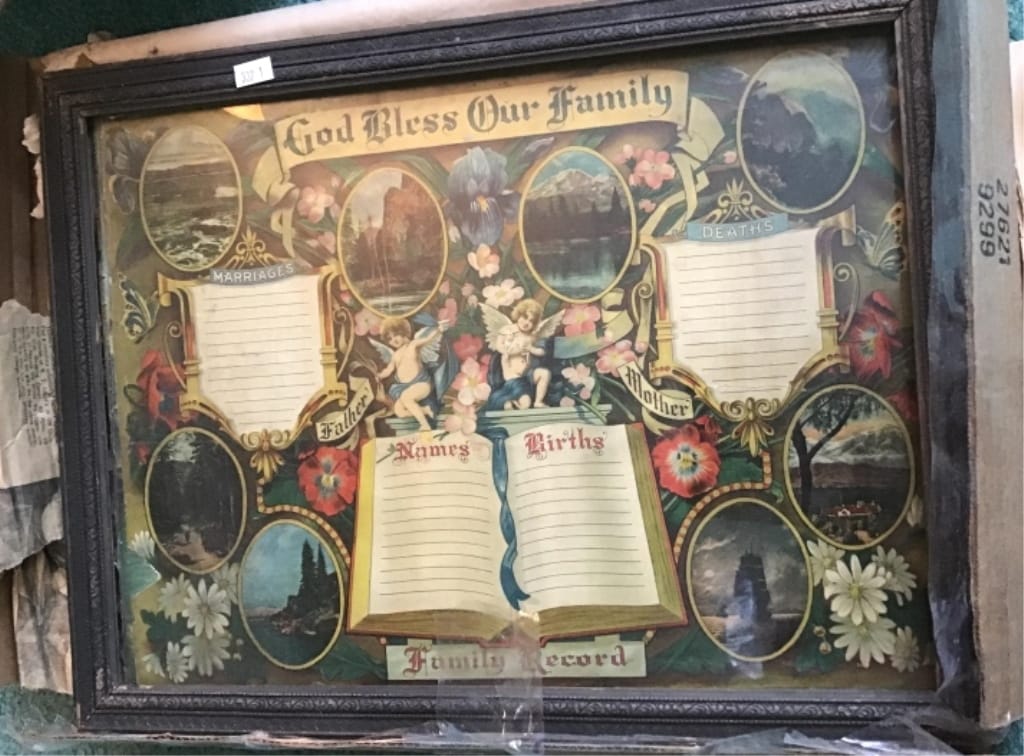 God Bless Our Family
MARRIAGES
DEATHS
Father
Mother
Names
Births
Family Record
27621
9299